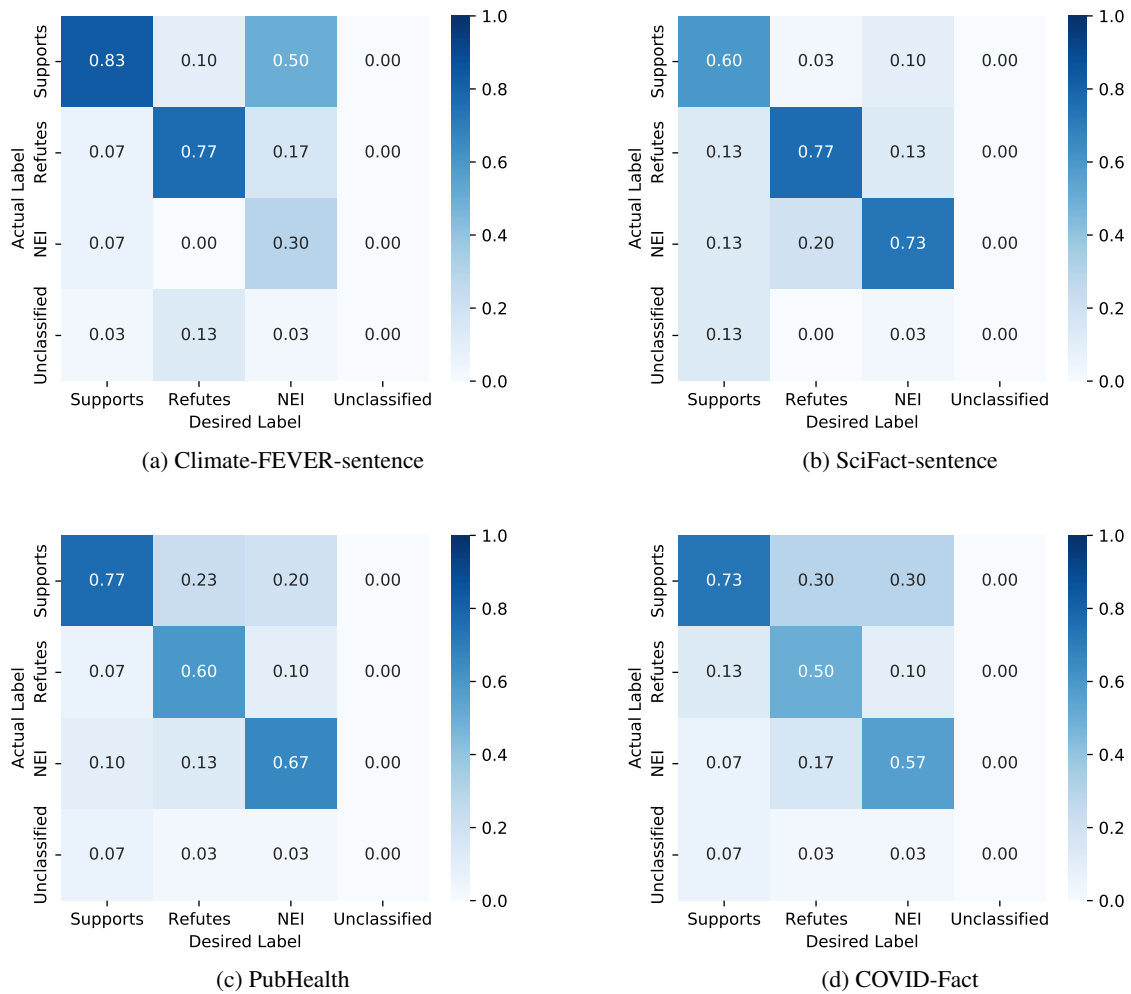 Supports
Refutes
NEI
Unclassified
Actual Label
0.83 0.10 0.50 0.00
0.07 0.77 0.17 0.00
0.07 0.00 0.30 0.00
0.03 0.13 0.03 0.00
Supports Refutes NEI Unclassified
Desired Label
1.0
0.8
0.6
0.4
0.2
0.0
(a) Climate-FEVER-sentence
Supports
Refutes
NEI
Unclassified
Actual Label
0.60 0.03 0.10 0.00
0.13 0.77 0.13 0.00
0.13 0.20 0.73 0.00
0.13 0.00 0.03 0.00
Supports Refutes NEI Unclassified
Desired Label
1.0
0.8
0.6
0.4
0.2
0.0
(b) SciFact-sentence
Supports
Refutes
NEI
Unclassified
Actual Label
0.77 0.23 0.20 0.00
0.07 0.60 0.10 0.00
0.10 0.13 0.67 0.00
0.07 0.03 0.03 0.00
Supports Refutes NEI Unclassified
Desired Label
1.0
0.8
0.6
0.4
0.2
0.0
(c) PubHealth
Supports
Refutes
NEI
Unclassified
Actual Label
0.73 0.30 0.30 0.00
0.13 0.50 0.10 0.00
0.07 0.17 0.57 0.00
0.07 0.03 0.03 0.00
Supports Refutes NEI Unclassified
Desired Label
1.0
0.8
0.6
0.4
0.2
0.0
(d) COVID-Fact